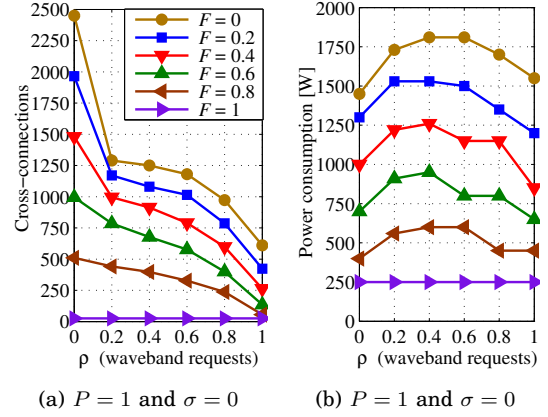 2500
2250
2000
1750
1500
1250
1000
750
500
250
0
Cross−connections
F = 0
F = 0.2
F = 0.4
F = 0.6
F = 0.8
F = 1
0 0.2 0.4 0.6 0.8 1
ρ (waveband requests)
(a) P = 1 and σ = 0
2000
1750
1500
1250
1000
750
500
250
0
Power consumption [W]
0 0.2 0.4 0.6 0.8 1
ρ (waveband requests)
(b) P = 1 and σ = 0